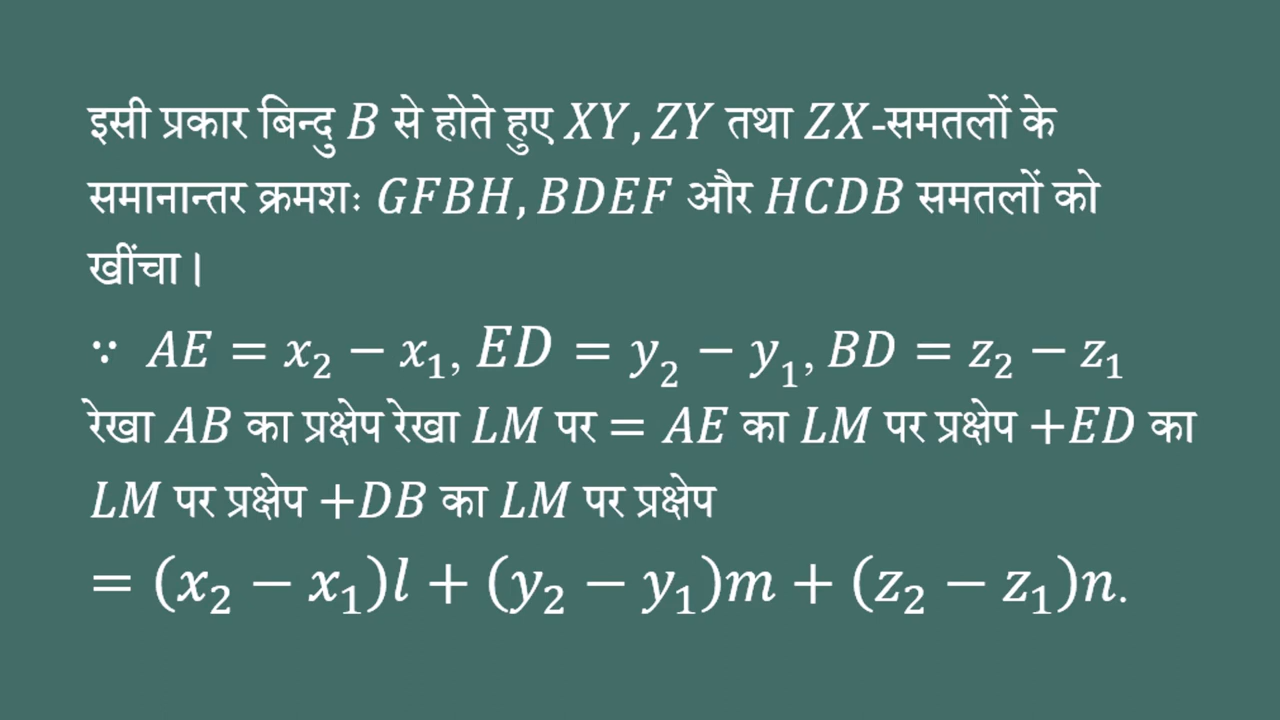 इसी प्रकार बिन्दु B से होते हुए XY, ZY तथा ZX-समतलों के
समानान्तर क्रमशः GFBH, BDEF और HCDB समतलों को
खींचा।
∵ AE = x₂ − x₁, ED = y₂ − y₁, BD = z₂ − z₁
रेखा AB का प्रक्षेप रेखा LM पर = AE का LM पर प्रक्षेप +ED का
LM पर प्रक्षेप +DB का LM पर प्रक्षेप
= (x₂ − x₁)l + (y₂ − y₁)m + (z₂ − z₁)n.